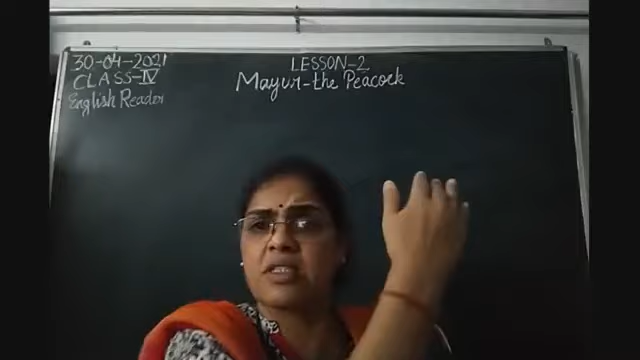 30-04-2021
CLASS-IV
English Reader
LESSON-2
Mayur-the Peacock